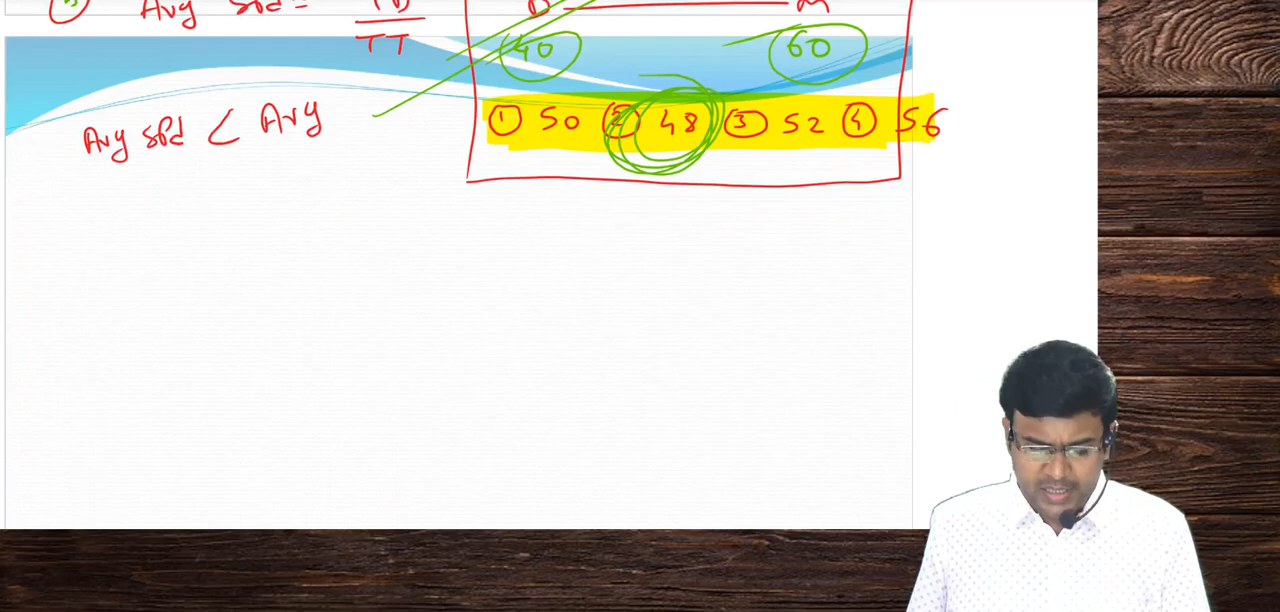 Avg Spd =
TT
40 60
Avg Spd < Avg
① 50 ② 48 ③ 52 ④ 56